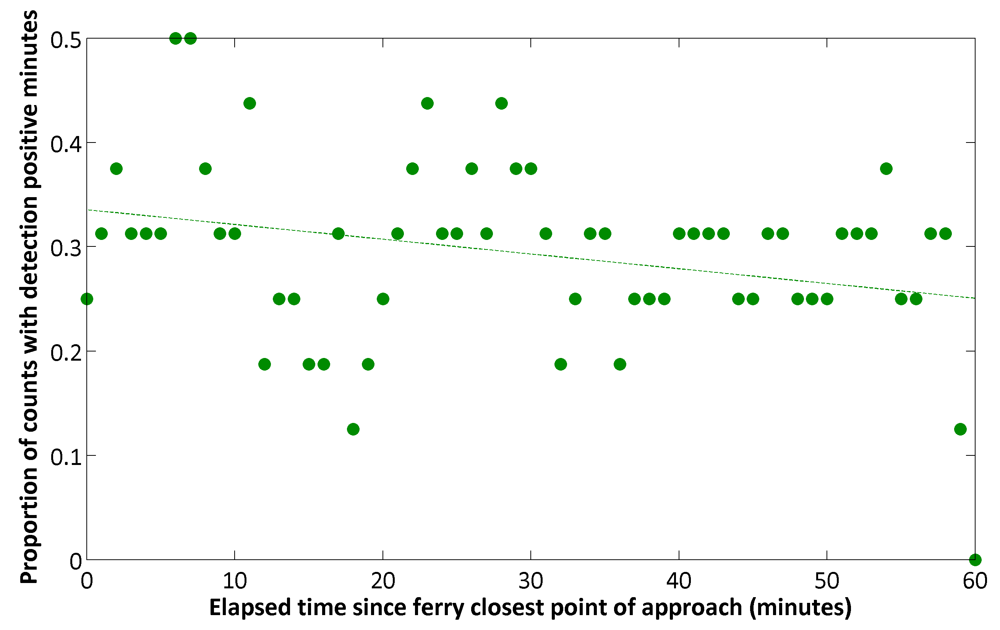 Proportion of counts with detection positive minutes
0.5
0.4
0.3
0.2
0.1
0
0 10 20 30 40 50 60
Elapsed time since ferry closest point of approach (minutes)